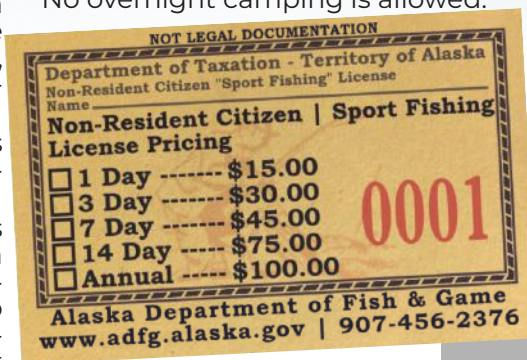 No overnight camping is allowed.
NOT LEGAL DOCUMENTATION
Department of Taxation - Territory of Alaska
Non-Resident Citizen "Sport Fishing" License
Name
Non-Resident Citizen | Sport Fishing
License Pricing
1 Day ------- $15.00
3 Day ------ $30.00
7 Day ------ $45.00
14 Day ----- $75.00
Annual ----- $100.00
0001
Alaska Department of Fish & Game
www.adfg.alaska.gov | 907-456-2376